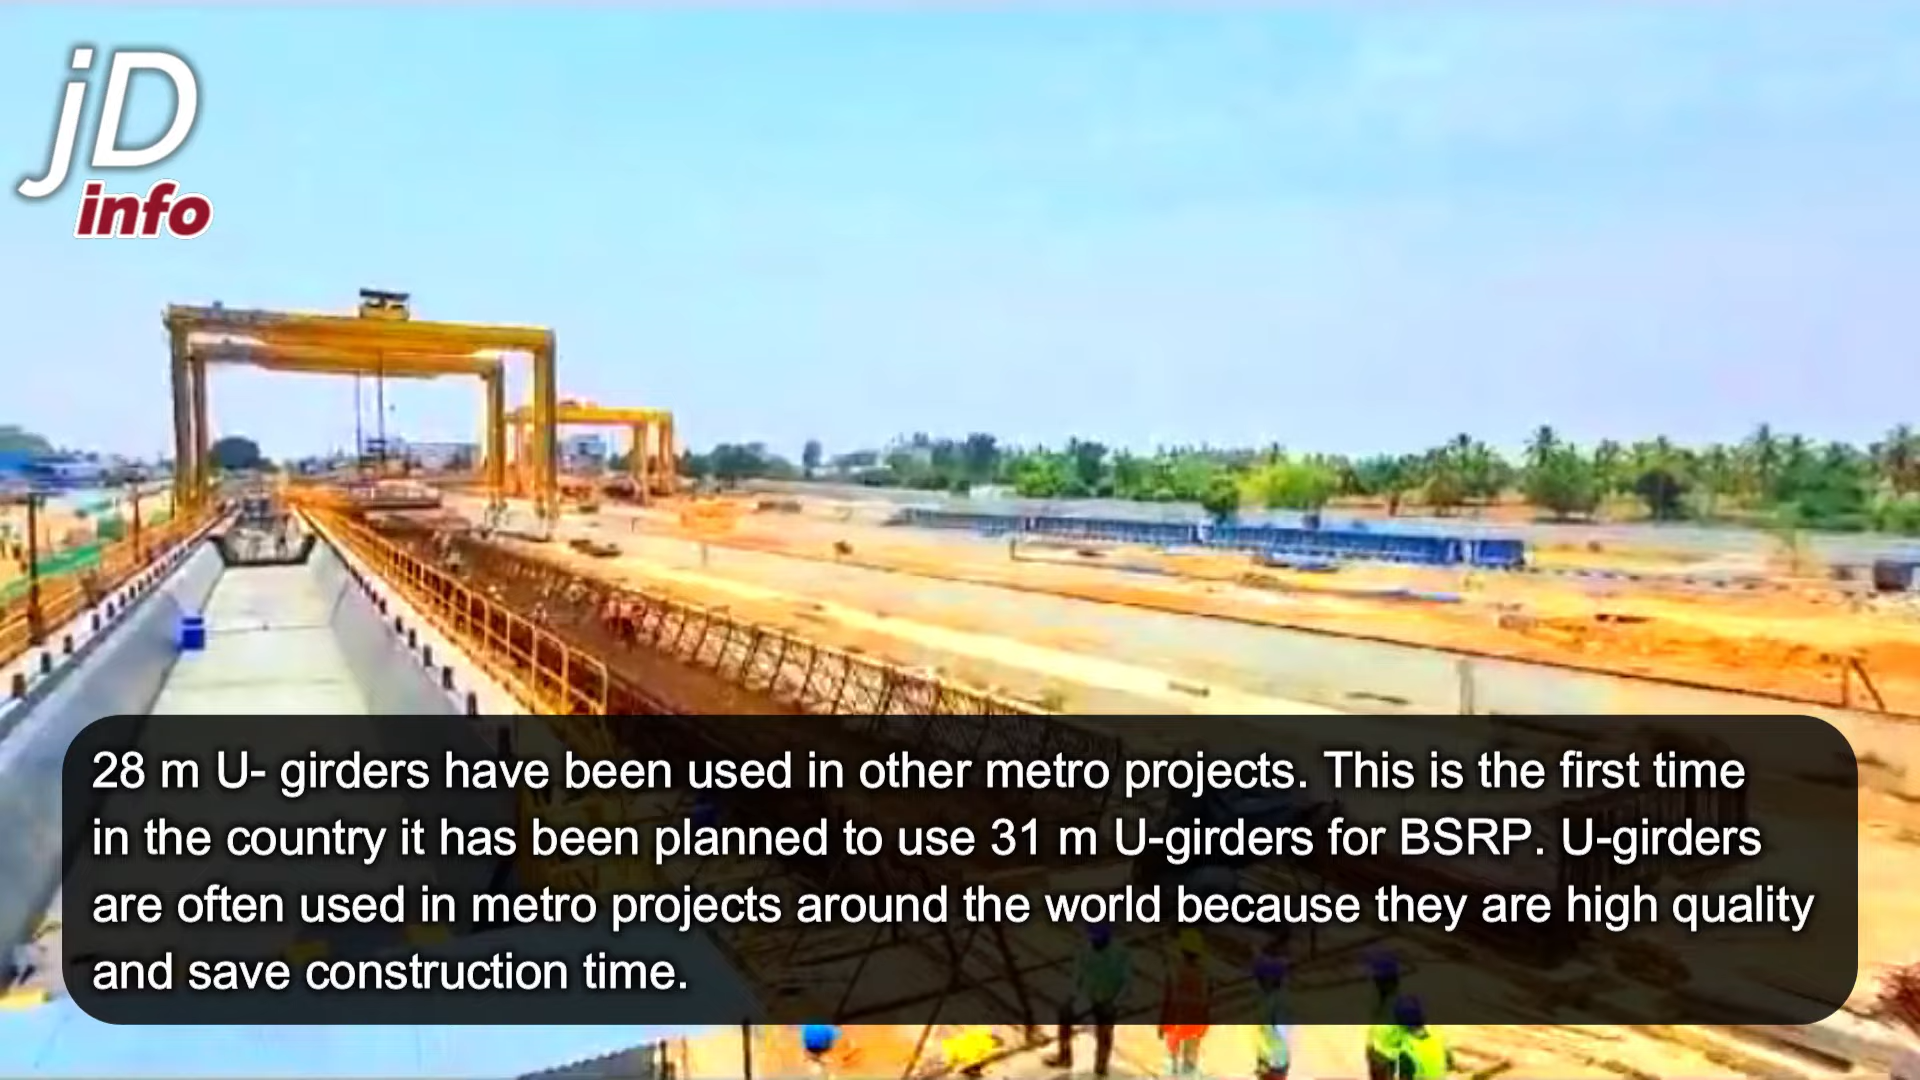 jD
info
28 m U- girders have been used in other metro projects. This is the first time
in the country it has been planned to use 31 m U-girders for BSRP. U-girders
are often used in metro projects around the world because they are high quality
and save construction time.